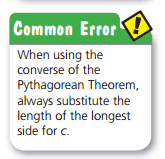 Common Error !
When using the
converse of the
Pythagorean Theorem,
always substitute the
length of the longest
side for c.